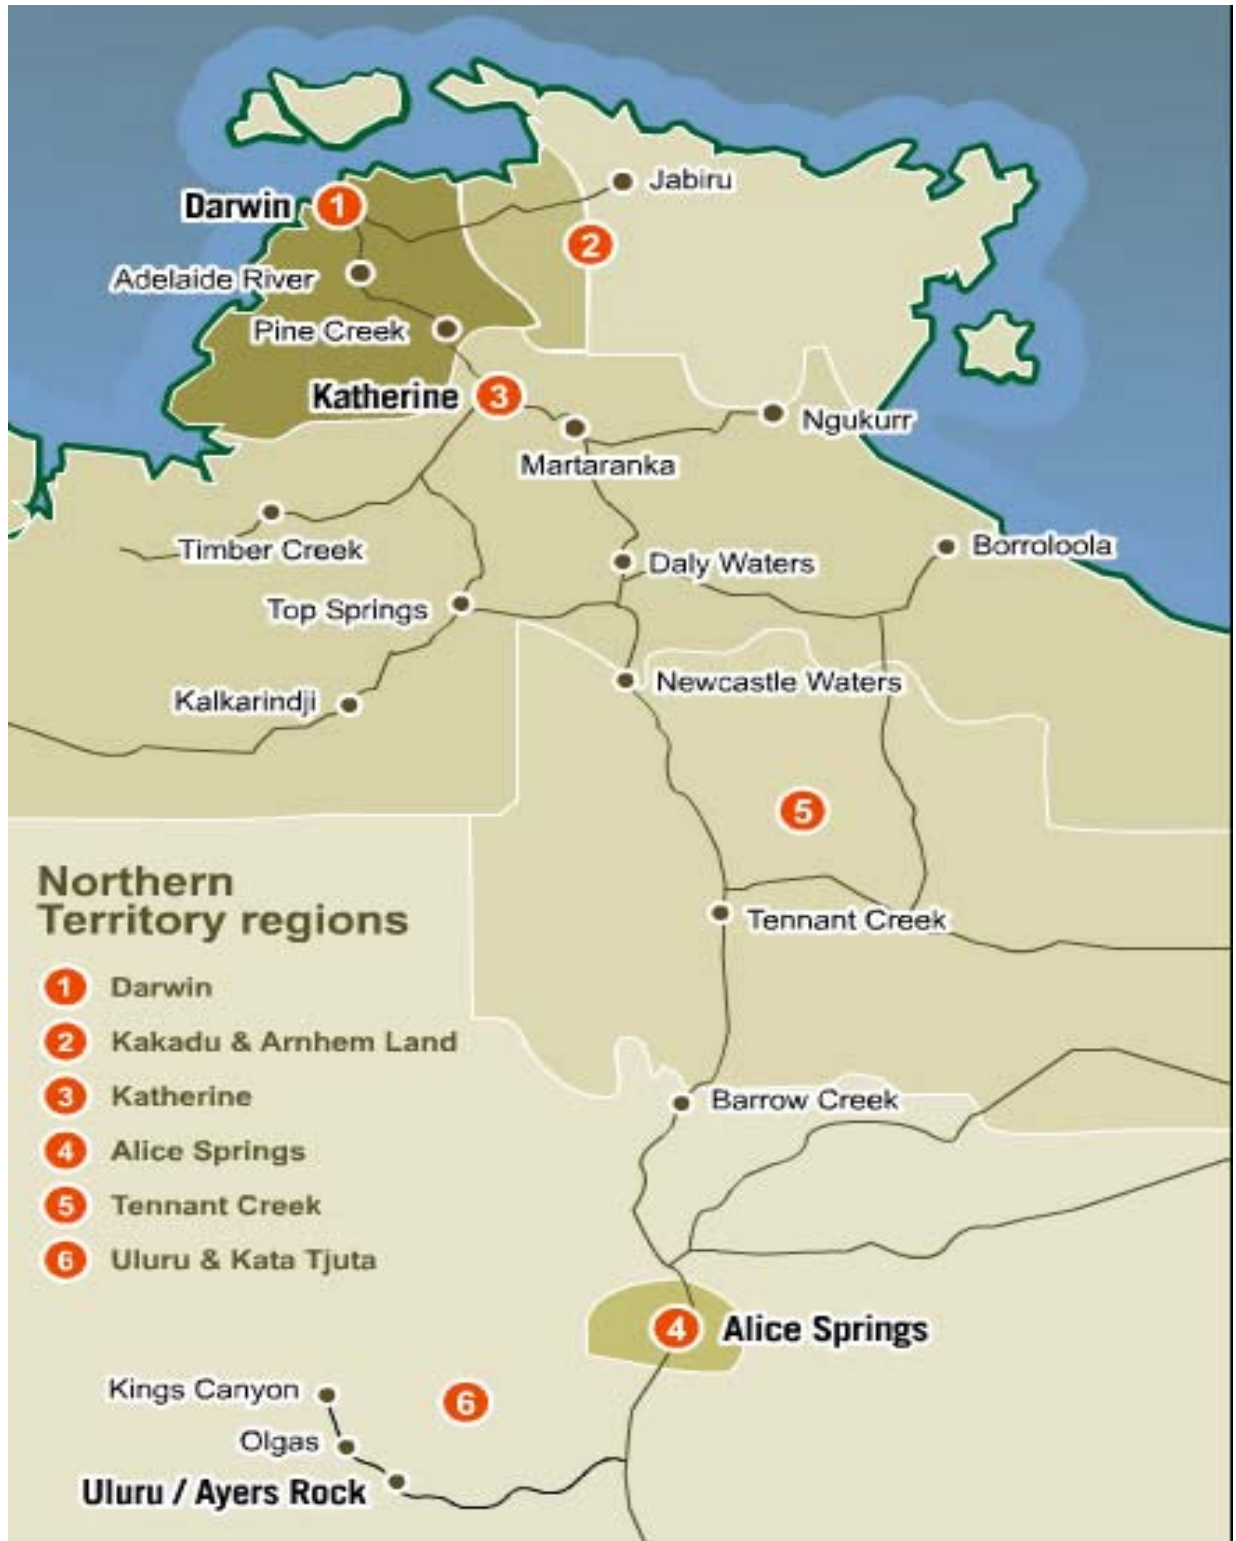 Jabiru
Darwin 1
2
Adelaide River
Pine Creek
Katherine 3
Ngukurr
Martaranka
Timber Creek
Borroloola
Daly Waters
Top Springs
Newcastle Waters
Kalkarindji
5
Northern
Territory regions
Tennant Creek
1 Darwin
2 Kakadu & Arnhem Land
3 Katherine
Barrow Creek
4 Alice Springs
5 Tennant Creek
6 Uluru & Kata Tjuta
4 Alice Springs
Kings Canyon
6
Olgas
Uluru / Ayers Rock